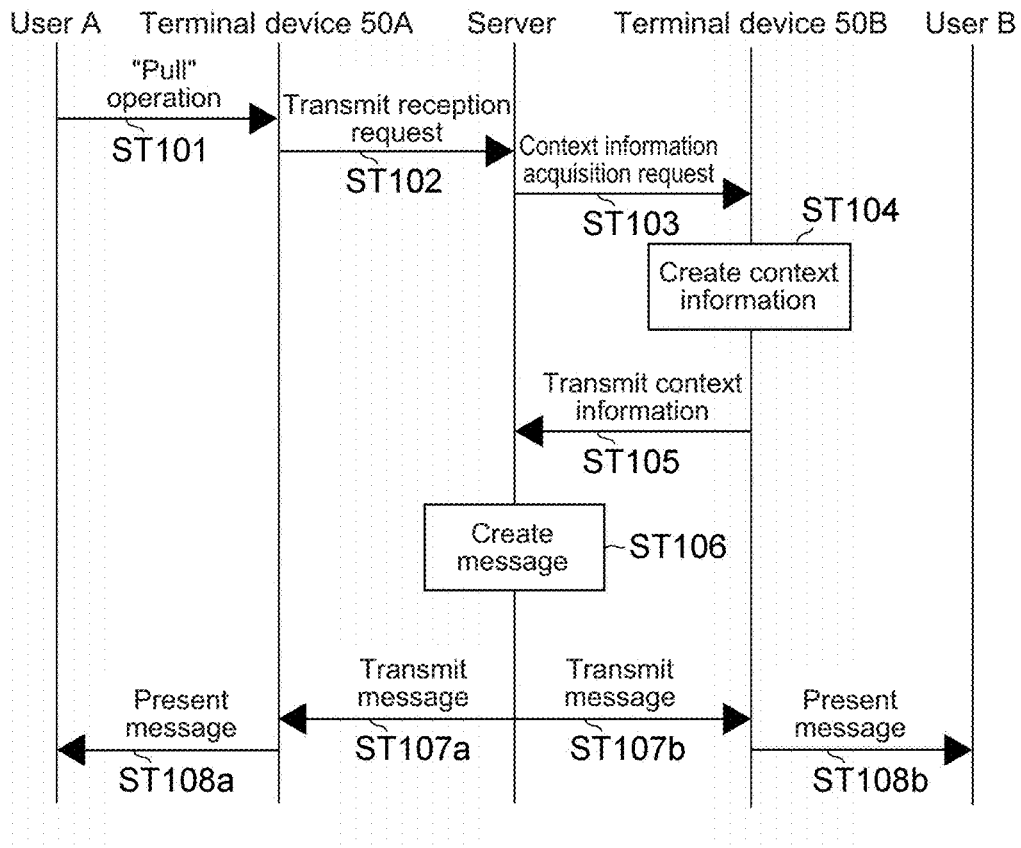 User A
Terminal device 50A
Server
Terminal device 50B
User B
"Pull"
operation
ST101
Transmit reception
request
ST102
Context information
acquisition request
ST103
ST104
Create context
information
Transmit context
information
ST105
Create
message
ST106
Transmit
message
ST107a
Transmit
message
ST107b
Present
message
ST108a
Present
message
ST108b